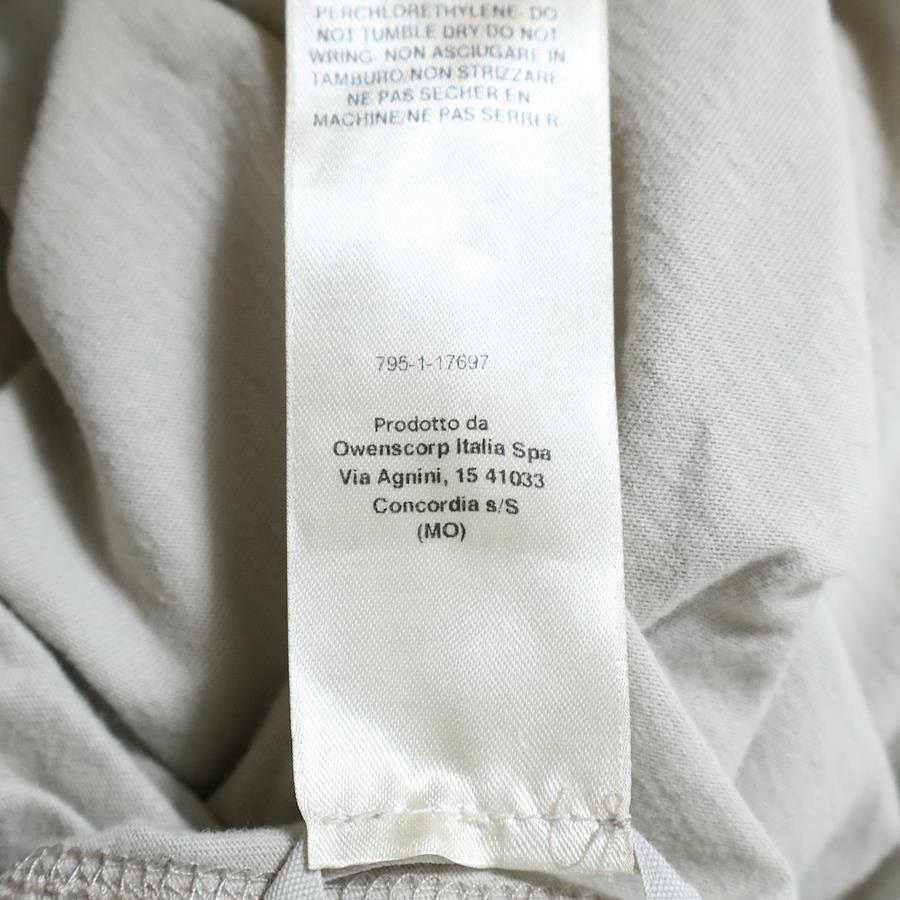 PERCHLORETHYLENE. DO
NOT TUMBLE DRY DO NOT
WRING. NON ASCIUGARE IN
TAMBURO/NON STRIZZARE.
NE PAS SECHER EN
MACHINE/NE PAS SERRER
795-1-17697
Prodotto da
Owenscorp Italia Spa
Via Agnini, 15 41033
Concordia s/S
(MO)